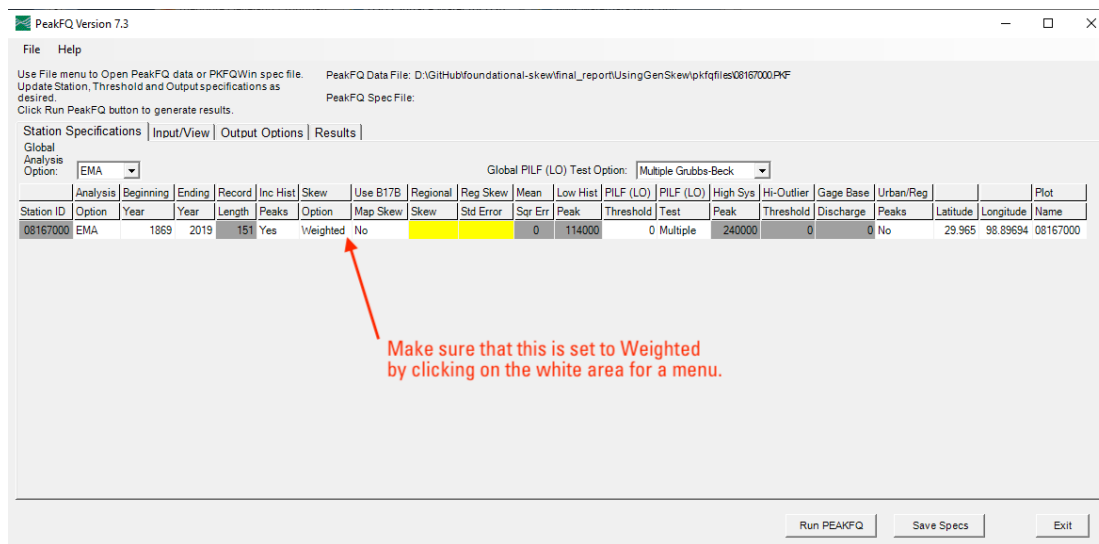 PeakFQ Version 7.3
File Help
Use File menu to Open PeakFQ data or PKFQWin spec file.
Update Station, Threshold and Output specifications as
desired.
Click Run PeakFQ button to generate results.
PeakFQ Data File: D:\GitHub\foundational-skew\final_report\UsingGenSkew\pkfqfiles\08167000.PKF
PeakFQ Spec File:
Station Specifications Input/View Output Options Results
Global
Analysis
Option: EMA
Global PILF (LO) Test Option: Multiple Grubbs-Beck
Analysis Beginning Ending Record Inc Hist Skew Use B17B Regional Reg Skew Mean Low Hist PILF (LO) PILF (LO) High Sys Hi-Outlier Gage Base Urban/Reg Plot
Station ID Option Year Year Length Peaks Option Map Skew Skew Std Error Sqr Err Peak Threshold Test Peak Threshold Discharge Peaks Latitude Longitude Name
08167000 EMA 1869 2019 151 Yes Weighted No 0 114000 0 Multiple 240000 0 0 No 29.965 98.89694 08167000
Make sure that this is set to Weighted
by clicking on the white area for a menu.
Run PEAKFQ Save Specs Exit